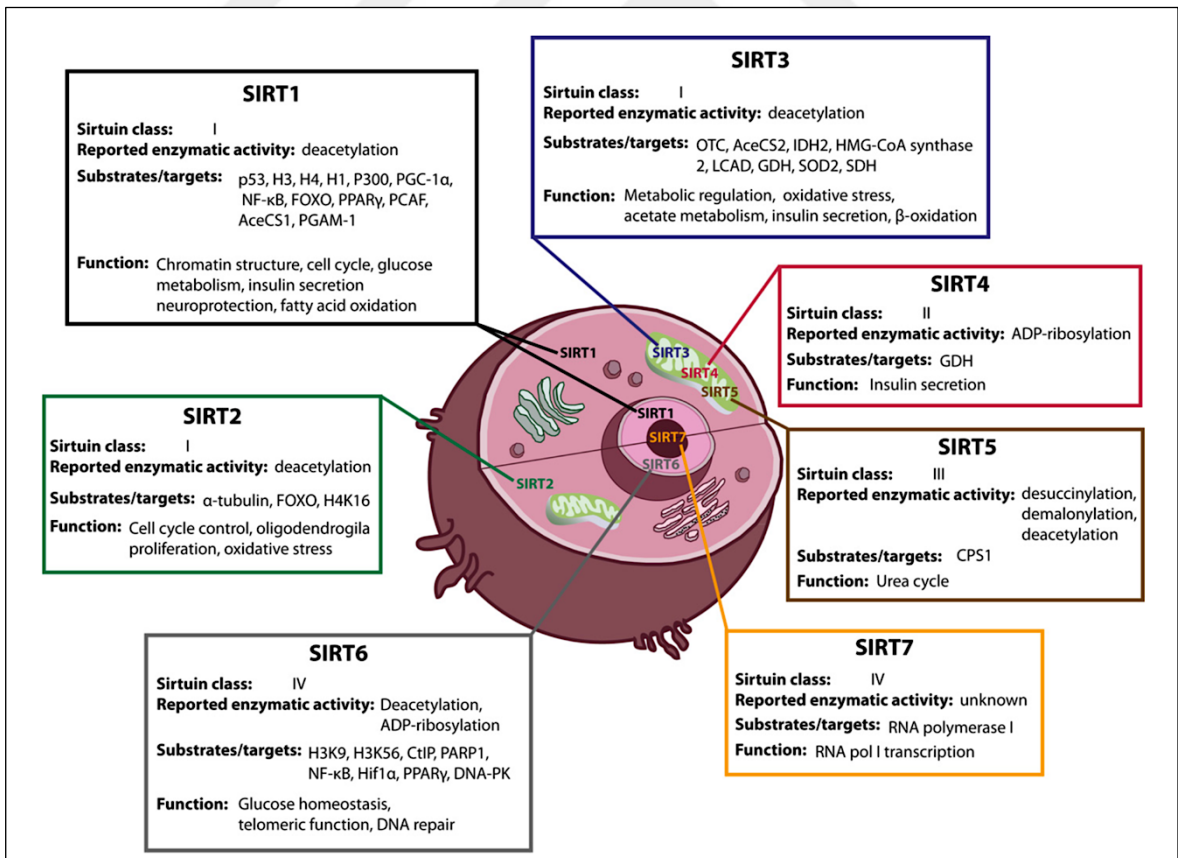 SIRT1
Sirtuin class: I
Reported enzymatic activity: deacetylation
Substrates/targets: p53, H3, H4, H1, P300, PGC-1α,
NF-κB, FOXO, PPARγ, PCAF,
AceCS1, PGAM-1
Function: Chromatin structure, cell cycle, glucose
metabolism, insulin secretion
neuroprotection, fatty acid oxidation
SIRT3
Sirtuin class: I
Reported enzymatic activity: deacetylation
Substrates/targets: OTC, AceCS2, IDH2, HMG-CoA synthase
2, LCAD, GDH, SOD2, SDH
Function: Metabolic regulation, oxidative stress,
acetate metabolism, insulin secretion, β-oxidation
SIRT4
Sirtuin class: II
Reported enzymatic activity: ADP-ribosylation
Substrates/targets: GDH
Function: Insulin secretion
SIRT1
SIRT3
SIRT4
SIRT5
SIRT1
SIRT7
SIRT6
SIRT2
SIRT2
Sirtuin class: I
Reported enzymatic activity: deacetylation
Substrates/targets: α-tubulin, FOXO, H4K16
Function: Cell cycle control, oligodendrogila
proliferation, oxidative stress
SIRT5
Sirtuin class: III
Reported enzymatic activity: desuccinylation,
demalonylation,
deacetylation
Substrates/targets: CPS1
Function: Urea cycle
SIRT6
Sirtuin class: IV
Reported enzymatic activity: Deacetylation,
ADP-ribosylation
Substrates/targets: H3K9, H3K56, CtIP, PARP1,
NF-κB, Hif1α, PPARγ, DNA-PK
Function: Glucose homeostasis,
telomeric function, DNA repair
SIRT7
Sirtuin class: IV
Reported enzymatic activity: unknown
Substrates/targets: RNA polymerase I
Function: RNA pol I transcription